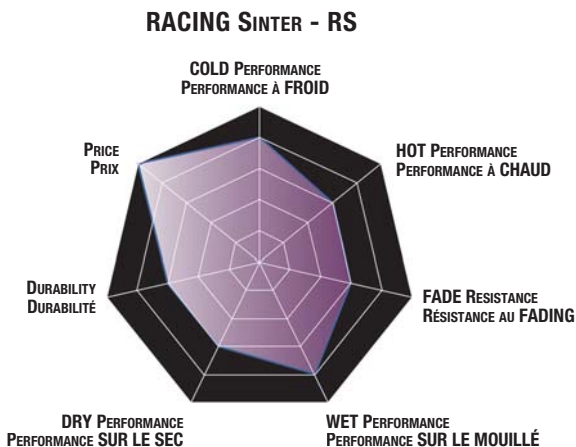 RACING SINTER - RS
COLD PERFORMANCE
PERFORMANCE À FROID
PRICE
PRIX
HOT PERFORMANCE
PERFORMANCE À CHAUD
DURABILITY
DURABILITÉ
FADE RESISTANCE
RÉSISTANCE AU FADING
DRY PERFORMANCE
PERFORMANCE SUR LE SEC
WET PERFORMANCE
PERFORMANCE SUR LE MOUILLÉ